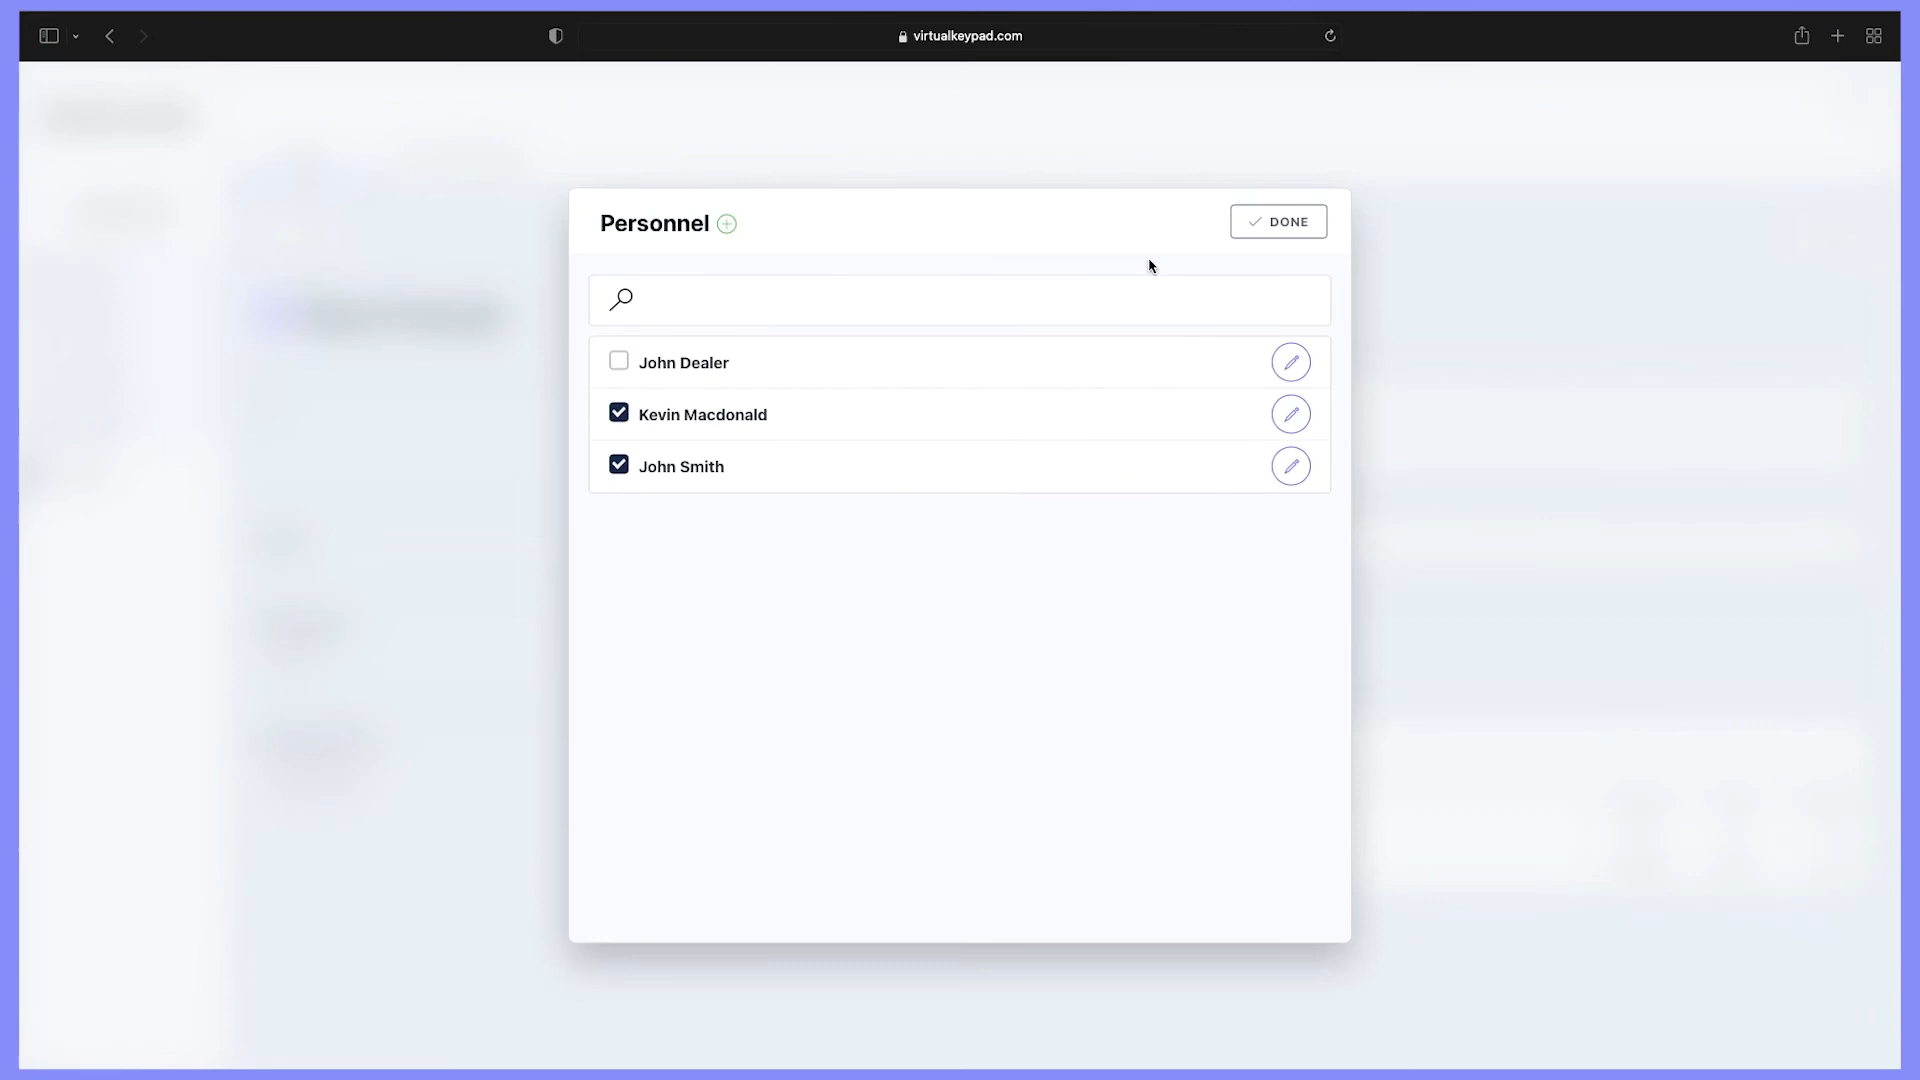 virtualkeypad.com
Personnel
DONE
John Dealer
Kevin Macdonald
John Smith